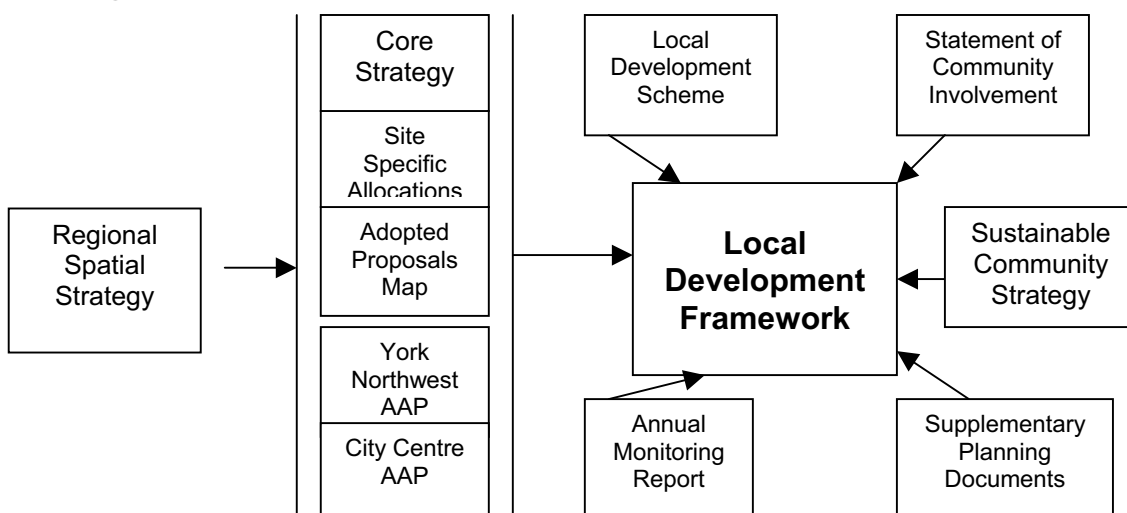 Regional
Spatial
Strategy
Core
Strategy
Site
Specific
Allocations
Adopted
Proposals
Map
York
Northwest
AAP
City Centre
AAP
Local
Development
Scheme
Statement of
Community
Involvement
Local
Development
Framework
Sustainable
Community
Strategy
Annual
Monitoring
Report
Supplementary
Planning
Documents